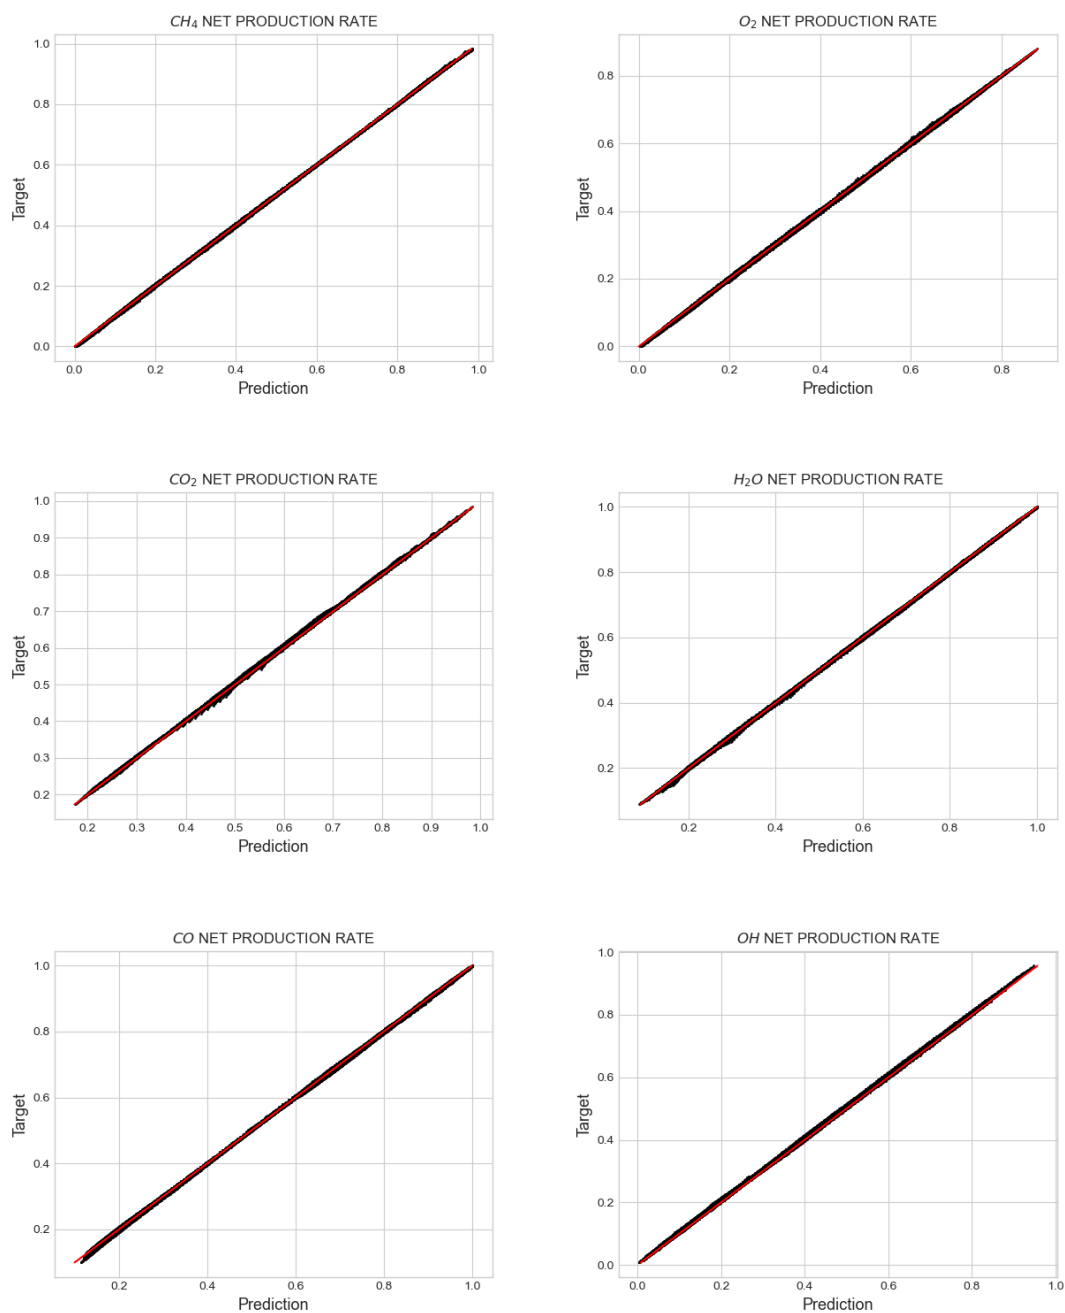 CH₄ NET PRODUCTION RATE
1.0
0.8
0.6
0.4
0.2
0.0
Target
0.0 0.2 0.4 0.6 0.8 1.0
Prediction
O₂ NET PRODUCTION RATE
0.8
0.6
0.4
0.2
0.0
Target
0.0 0.2 0.4 0.6 0.8
Prediction
CO₂ NET PRODUCTION RATE
1.0
0.9
0.8
0.7
0.6
0.5
0.4
0.3
0.2
Target
0.2 0.3 0.4 0.5 0.6 0.7 0.8 0.9 1.0
Prediction
H₂O NET PRODUCTION RATE
1.0
0.8
0.6
0.4
0.2
Target
0.2 0.4 0.6 0.8 1.0
Prediction
CO NET PRODUCTION RATE
1.0
0.8
0.6
0.4
0.2
Target
0.2 0.4 0.6 0.8 1.0
Prediction
OH NET PRODUCTION RATE
1.0
0.8
0.6
0.4
0.2
0.0
Target
0.0 0.2 0.4 0.6 0.8 1.0
Prediction